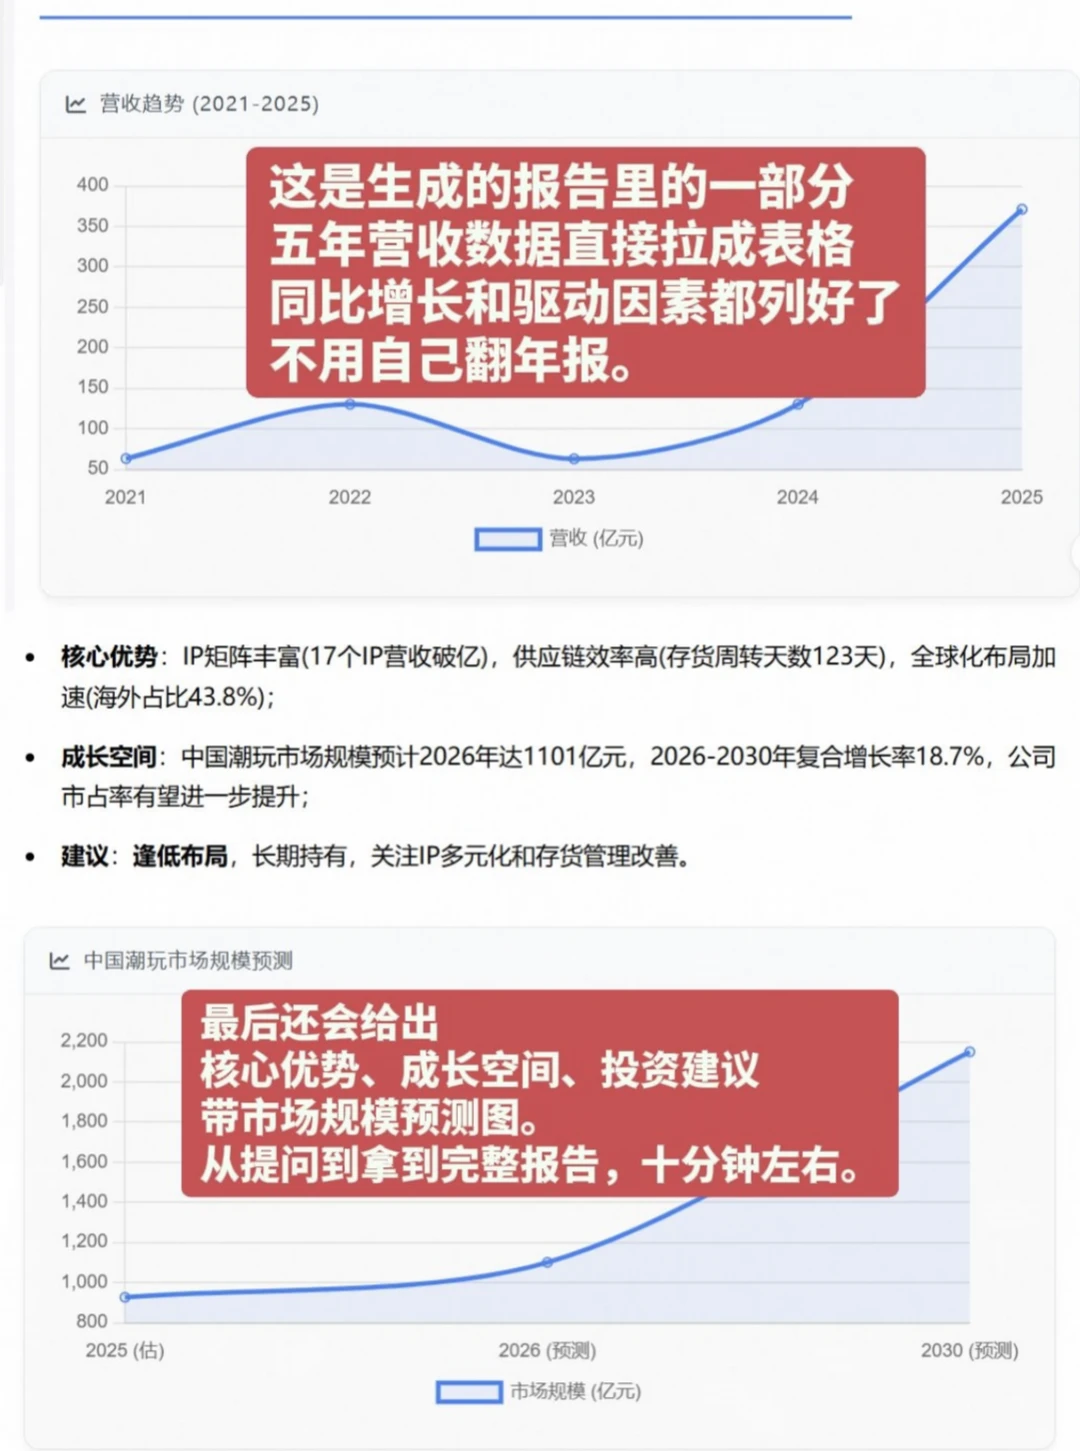 营收趋势 (2021-2025)
这是生成的报告里的一部分
五年营收数据直接拉成表格
同比增长和驱动因素都列好了
不用自己翻年报。
400
350
300
250
200
150
100
50
2021
2022
2023
2024
2025
营收 (亿元)
核心优势：IP矩阵丰富(17个IP营收破亿)，供应链效率高(存货周转天数123天)，全球化布局加
速(海外占比43.8%)；
成长空间：中国潮玩市场规模预计2026年达1101亿元，2026-2030年复合增长率18.7%，公司
市占率有望进一步提升；
建议：逢低布局，长期持有，关注IP多元化和存货管理改善。
中国潮玩市场规模预测
最后还会给出
核心优势、成长空间、投资建议
带市场规模预测图。
从提问到拿到完整报告，十分钟左右。
2,200
2,000
1,800
1,600
1,400
1,200
1,000
800
2025 (估)
2026 (预测)
2030 (预测)
市场规模 (亿元)